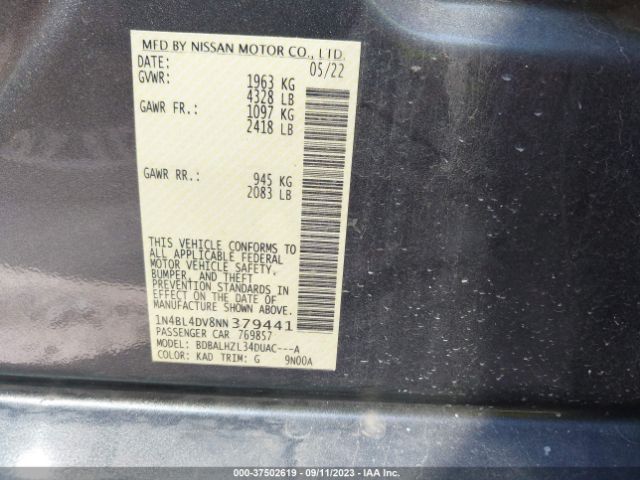 MFD BY NISSAN MOTOR CO., LTD.
DATE: 05/22
GVWR: 1963 KG
4328 LB
GAWR FR.: 1097 KG
2418 LB
GAWR RR.: 945 KG
2083 LB
THIS VEHICLE CONFORMS TO
ALL APPLICABLE FEDERAL
MOTOR VEHICLE SAFETY,
BUMPER, AND THEFT
PREVENTION STANDARDS IN
EFFECT ON THE DATE OF
MANUFACTURE SHOWN ABOVE.
1N4BL4DV8NN379441
PASSENGER CAR 769857
MODEL: BDBALHZL34DUAC---A
COLOR: KAD TRIM: G 9N00A
000-37502619 - 09/11/2023 - IAA Inc.